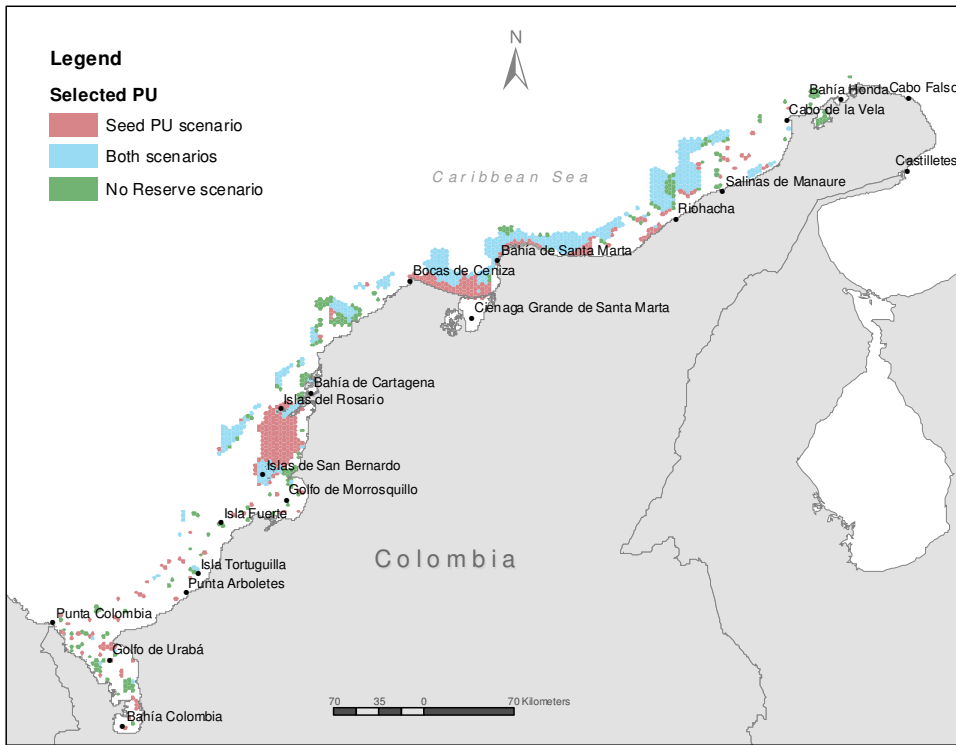 Legend
Selected PU
Seed PU scenario
Both scenarios
No Reserve scenario
N
Caribbean Sea
Bahía Honda
Cabo Falso
Cabo de la Vela
Castilletes
Salinas de Manaure
Riohacha
Bahía de Santa Marta
Bocas de Ceniza
Ciénaga Grande de Santa Marta
Bahía de Cartagena
Islas del Rosario
Islas de San Bernardo
Golfo de Morrosquillo
Isla Fuerte
Colombia
Isla Tortuguilla
Punta Arboletes
Punta Colombia
Golfo de Urabá
Bahía Colombia
70 35 0 70 Kilometers